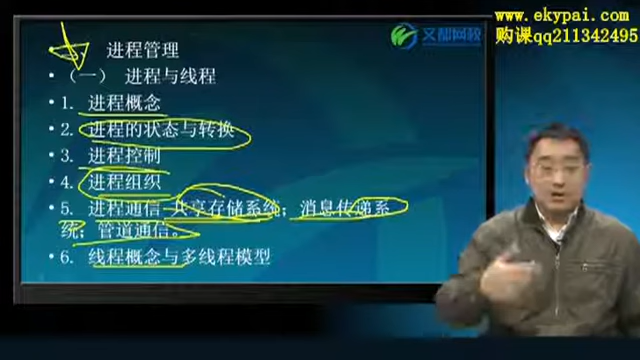 www.ekypai.com
购课qq211342495
文都网校
进程管理
•（一） 进程与线程
• 1. 进程概念
• 2. 进程的状态与转换
• 3. 进程控制
• 4. 进程组织
• 5. 进程通信—共享存储系统；消息传递系
统；管道通信。
• 6. 线程概念与多线程模型